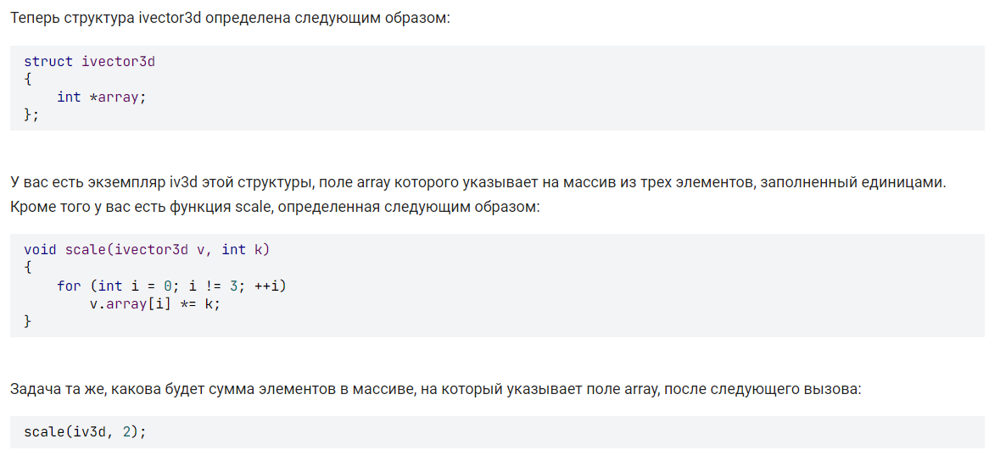 Теперь структура ivector3d определена следующим образом:
struct ivector3d
{
    int *array;
};
У вас есть экземпляр iv3d этой структуры, поле array которого указывает на массив из трех элементов, заполненный единицами.
Кроме того у вас есть функция scale, определенная следующим образом:
void scale(ivector3d v, int k)
{
    for (int i = 0; i != 3; ++i)
        v.array[i] *= k;
}
Задача та же, какова будет сумма элементов в массиве, на который указывает поле array, после следующего вызова:
scale(iv3d, 2);